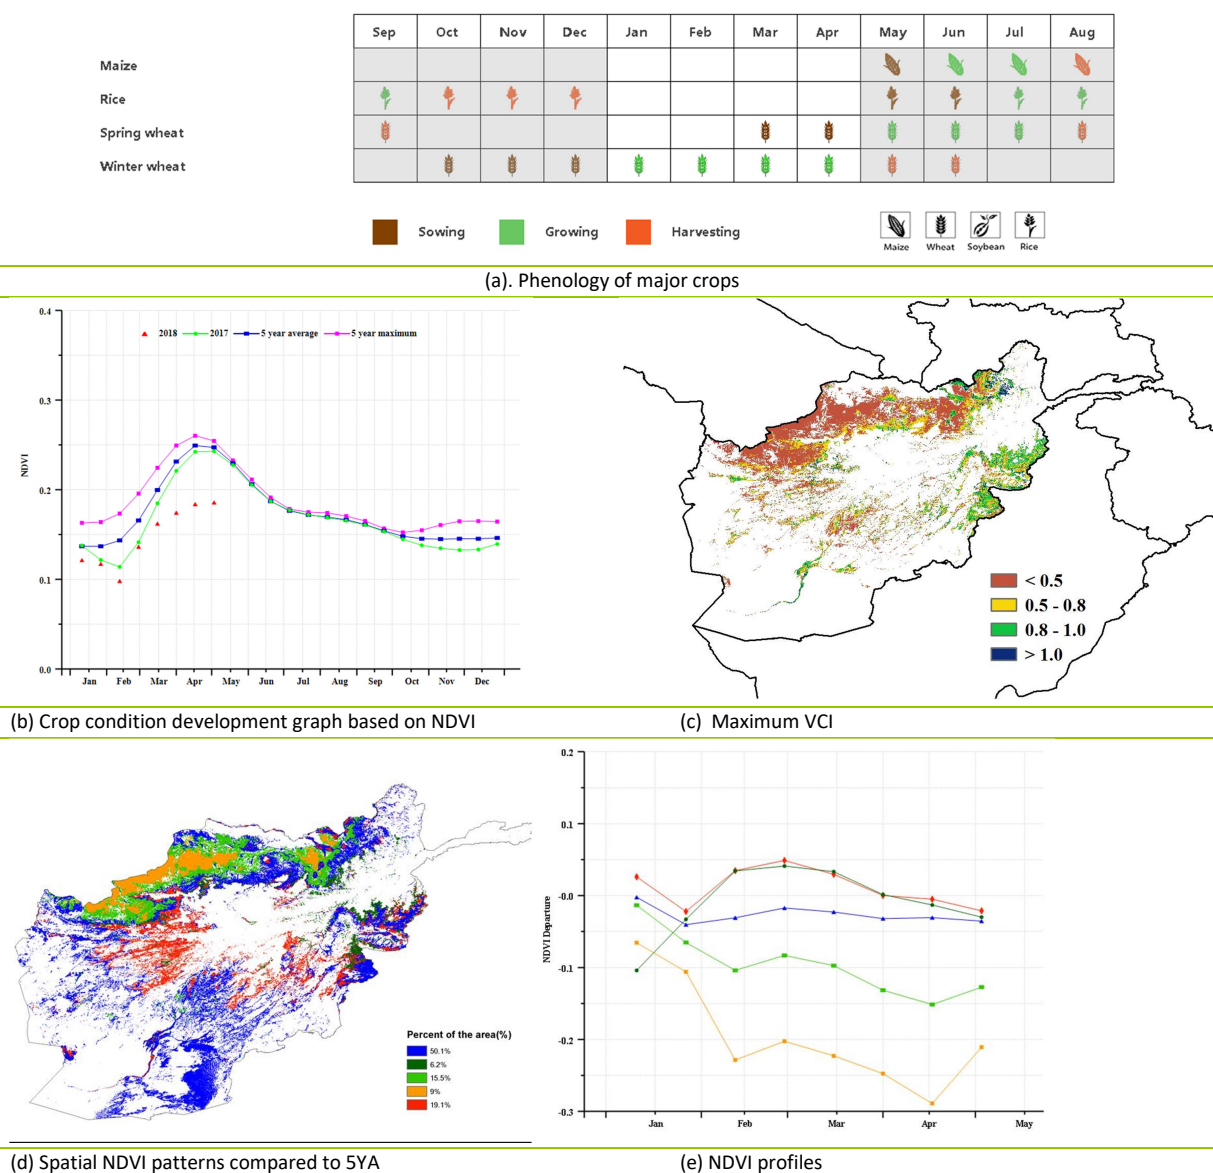 Sep Oct Nov Dec Jan Feb Mar Apr May Jun Jul Aug
Maize
Rice
Spring wheat
Winter wheat
Sowing Growing Harvesting
Maize Wheat Soybean Rice
(a). Phenology of major crops
0.4
2018 2017 5 year average 5 year maximum
0.3
NDVI
0.2
0.1
0.0
Jan Feb Mar Apr May Jun Jul Aug Sep Oct Nov Dec
< 0.5
0.5 - 0.8
0.8 - 1.0
> 1.0
(b) Crop condition development graph based on NDVI
(c) Maximum VCI
Percent of the area(%)
50.1%
6.2%
15.5%
9%
19.1%
0.2
0.1
-0.0
NDVI Departure
-0.1
-0.2
-0.3
Jan Feb Mar Apr May
(d) Spatial NDVI patterns compared to 5YA
(e) NDVI profiles